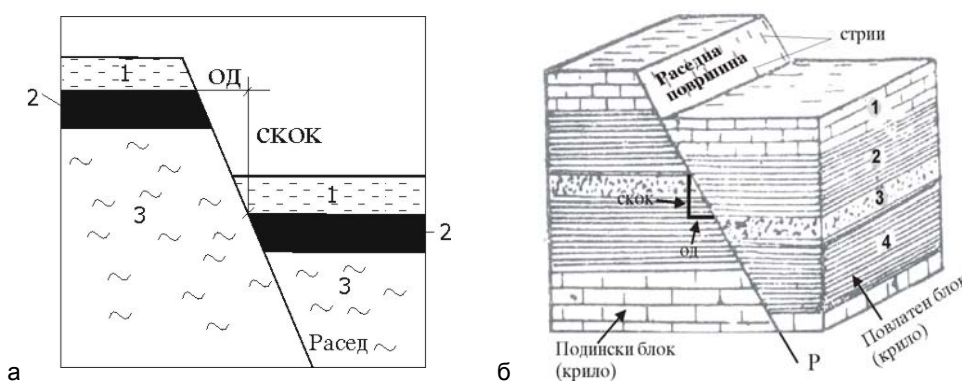 1
ОД
2
СКОК
3
1
2
3
Расед
а
стрии
Раседна
површина
1
2
3
4
скок
од
Подински блок
(крило)
Повлатен блок
(крило)
Р
б